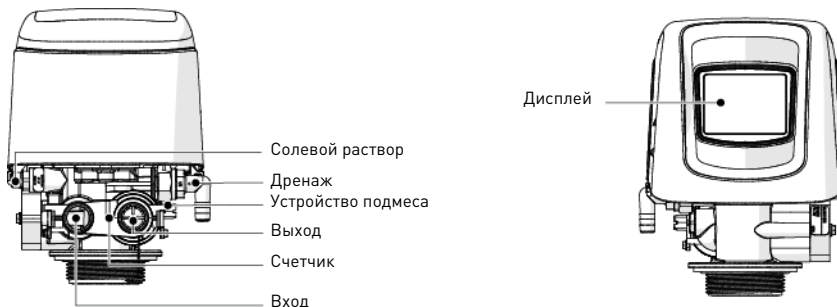 Дисплей
Солевой раствор
Дренаж
Устройство подмеса
Выход
Счетчик
Вход